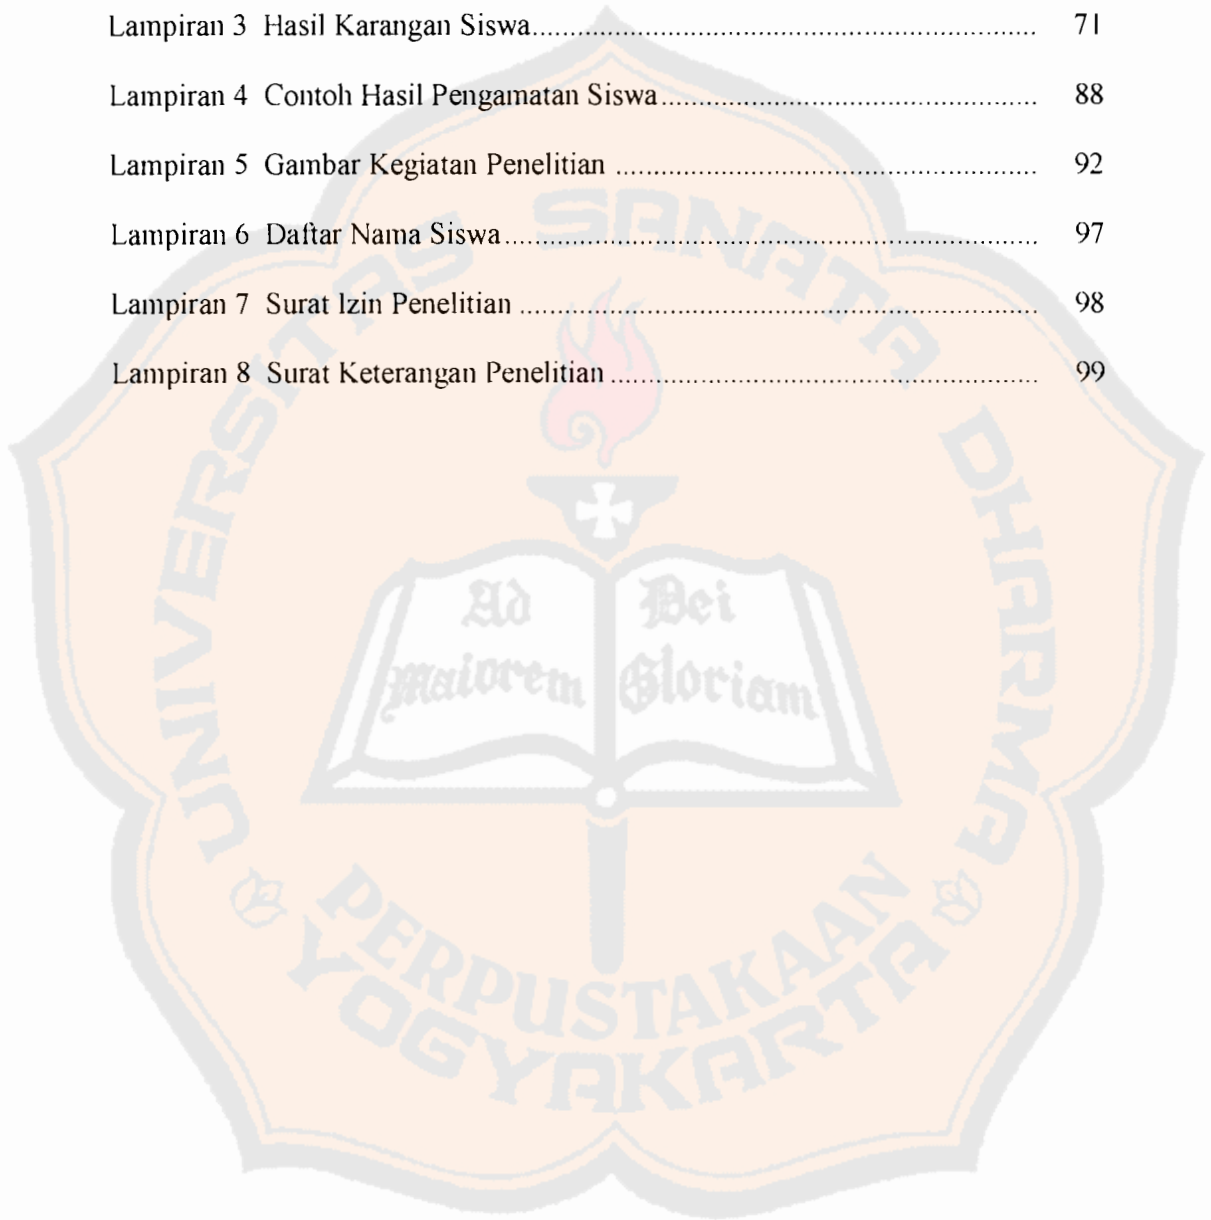 Lampiran 3 Hasil Karangan Siswa.................................................................... 71
Lampiran 4 Contoh Hasil Pengamatan Siswa.................................................. 88
Lampiran 5 Gambar Kegiatan Penelitian ........................................................ 92
Lampiran 6 Daftar Nama Siswa....................................................................... 97
Lampiran 7 Surat Izin Penelitian ..................................................................... 98
Lampiran 8 Surat Keterangan Penelitian ......................................................... 99
UNIVERSITAS SANATA DHARMA
Ad Dei
maiorem Gloriam
PERPUSTAKAAN
YOGYAKARTA